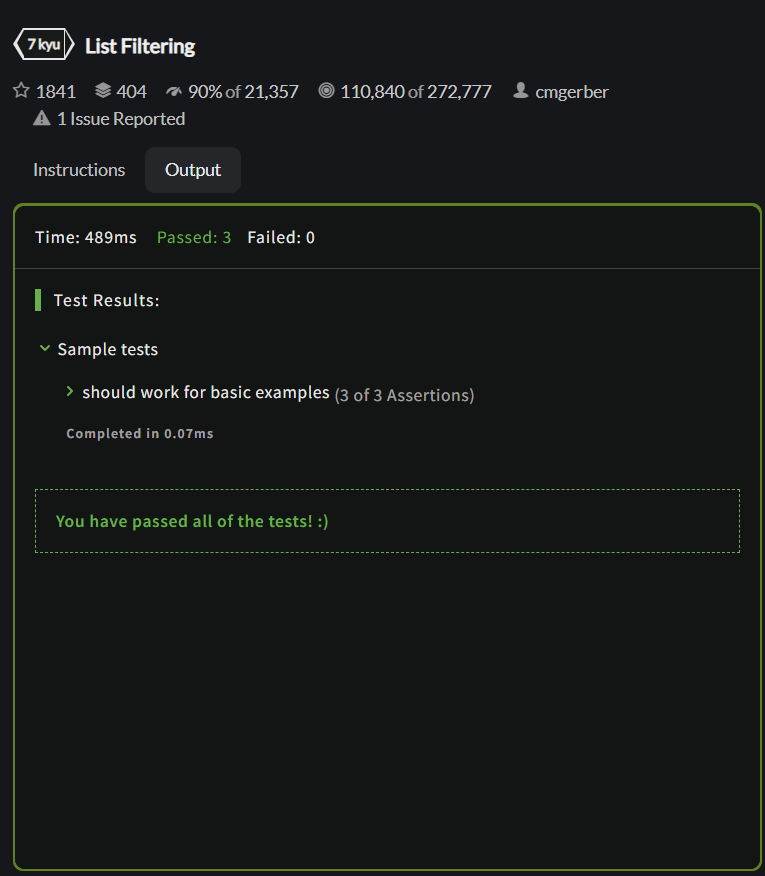 7 kyu List Filtering
1841 404 90% of 21,357 110,840 of 272,777 cmgerber
1 Issue Reported
Instructions Output
Time: 489ms Passed: 3 Failed: 0
Test Results:
Sample tests
should work for basic examples (3 of 3 Assertions)
Completed in 0.07ms
You have passed all of the tests! :)